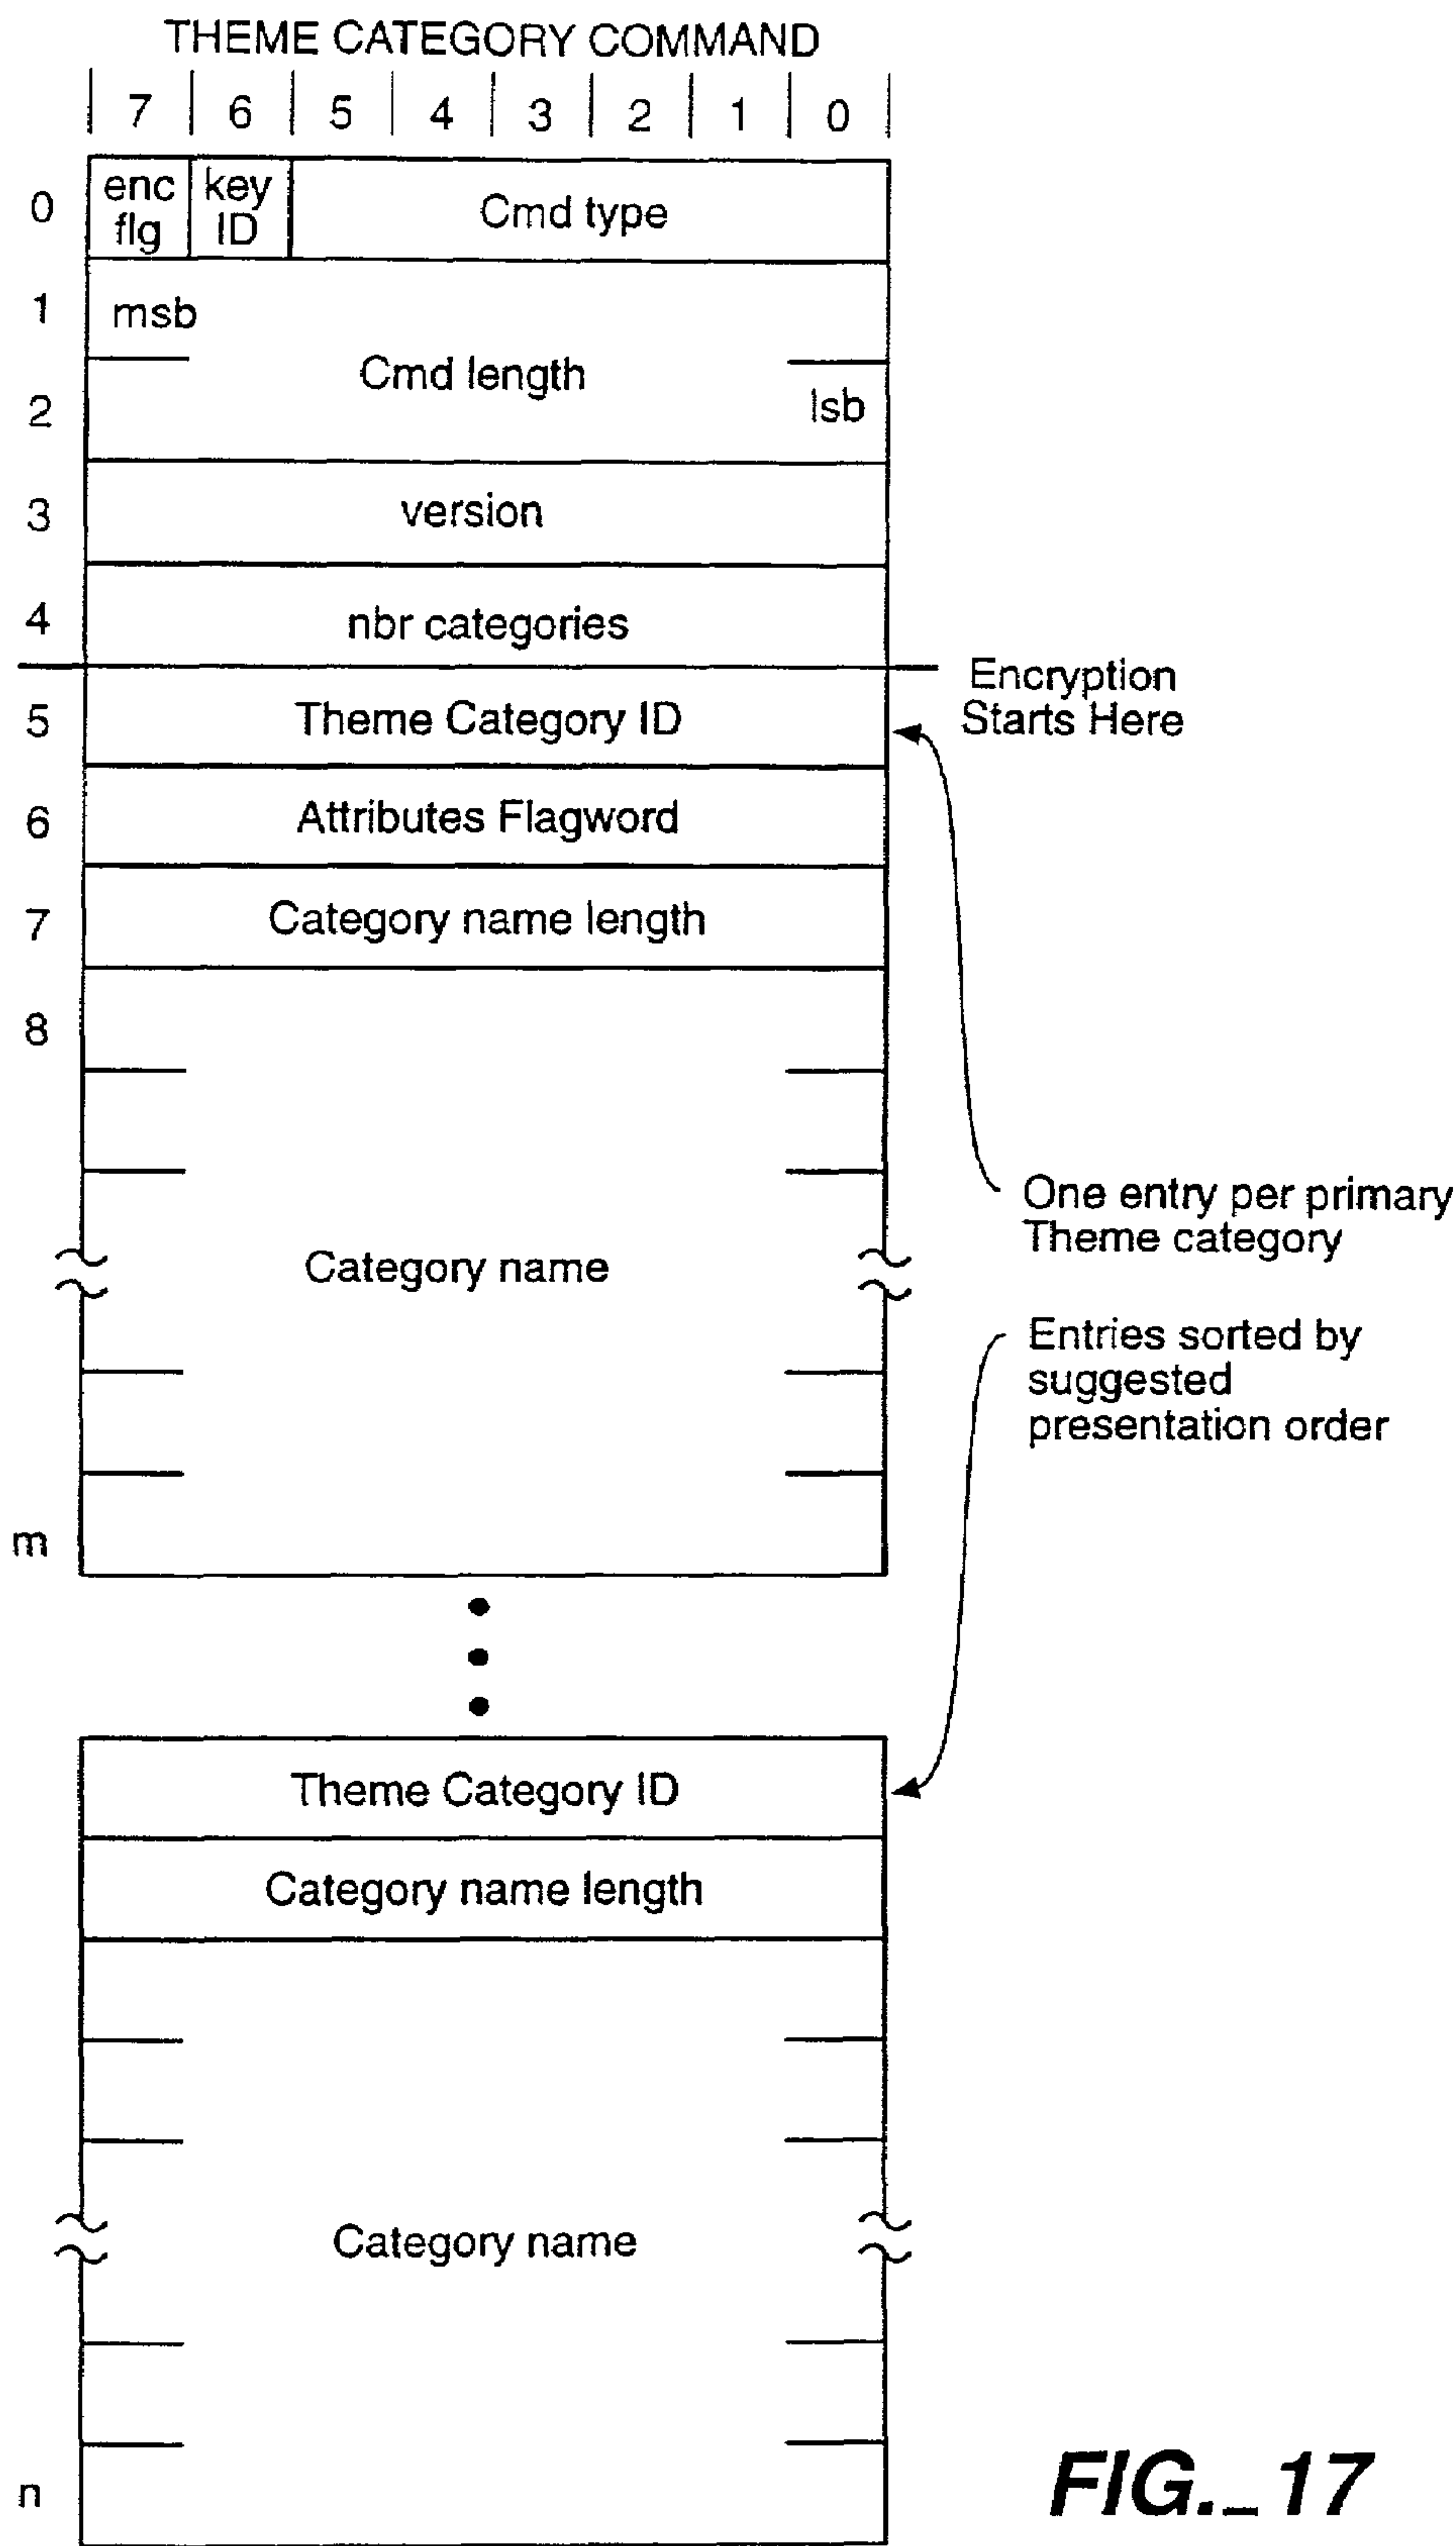 THEME CATEGORY COMMAND
7 6 5 4 3 2 1 0
0 enc flg key ID Cmd type
1 msb
Cmd length
2 lsb
3 version
4 nbr categories
Encryption
Starts Here
5 Theme Category ID
6 Attributes Flagword
7 Category name length
8
One entry per primary
Theme category
Category name
Entries sorted by
suggested
presentation order
m
Theme Category ID
Category name length
Category name
n
FIG._17